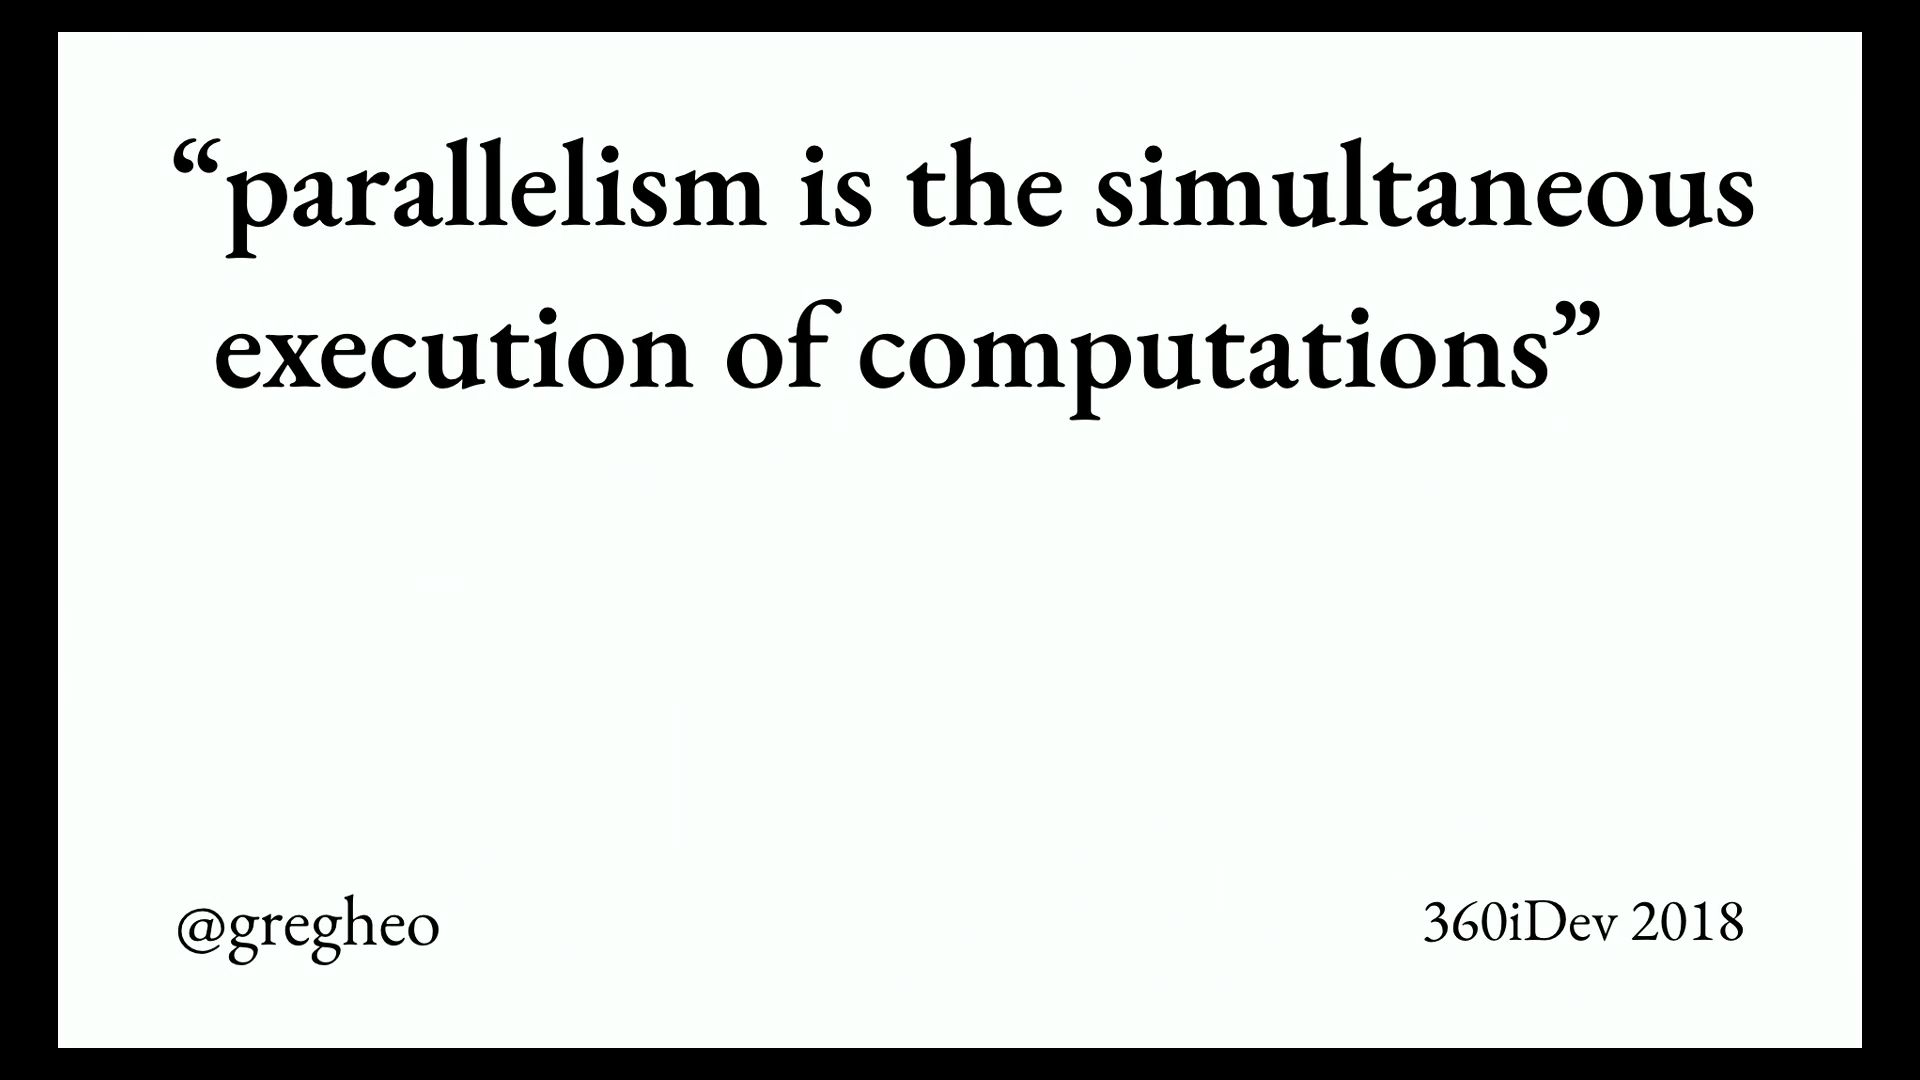 “parallelism is the simultaneous
execution of computations”
@gregheo
360iDev 2018